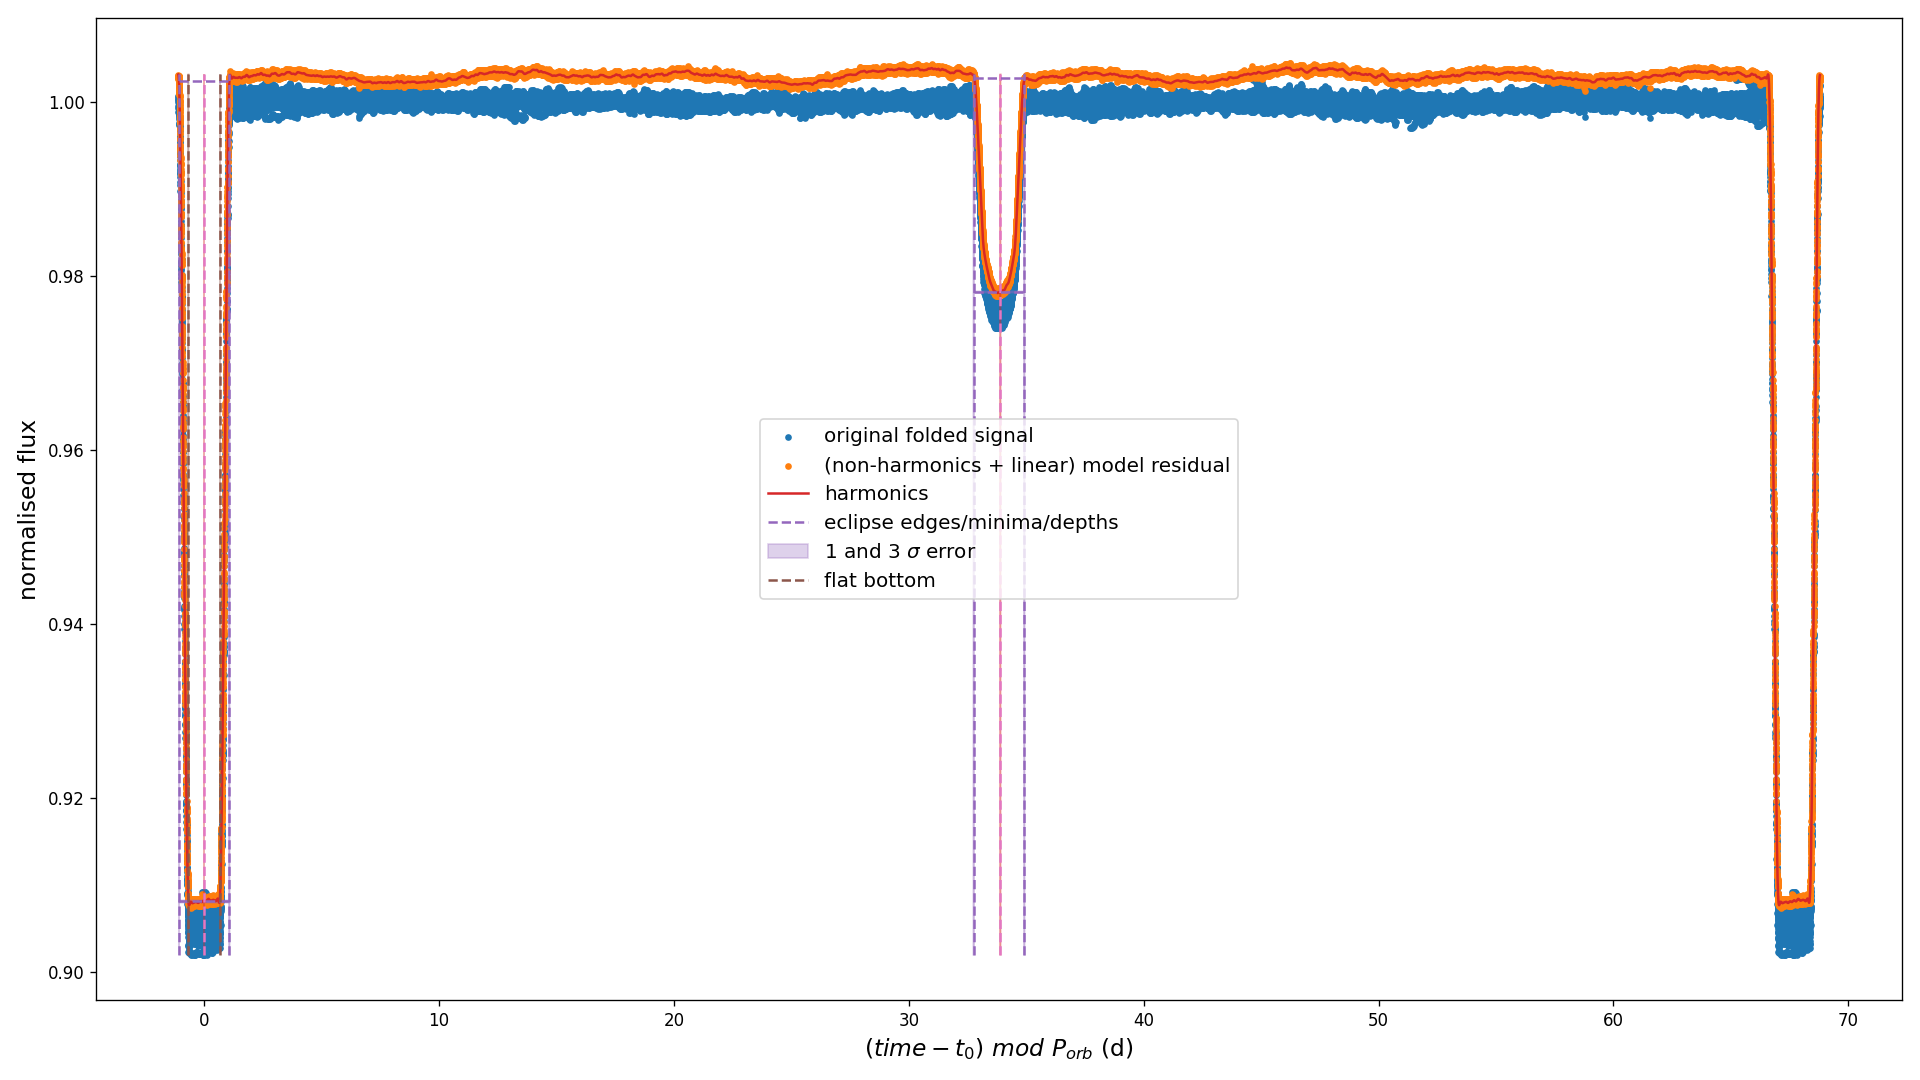 normalised flux
1.00
0.98
0.96
0.94
0.92
0.90
original folded signal
(non-harmonics + linear) model residual
harmonics
eclipse edges/minima/depths
1 and 3 σ error
flat bottom
0 10 20 30 40 50 60 70
(time − t₀) mod Pₒᵣb (d)